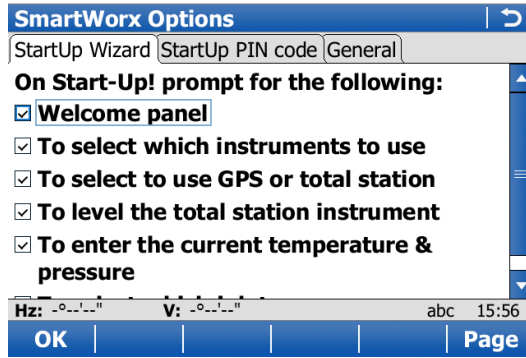 SmartWorx Options
StartUp Wizard StartUp PIN code General
On Start-Up! prompt for the following:
Welcome panel
To select which instruments to use
To select to use GPS or total station
To level the total station instrument
To enter the current temperature &
pressure
Hz: -°--'--" V: -°--'--" abc 15:56
OK Page